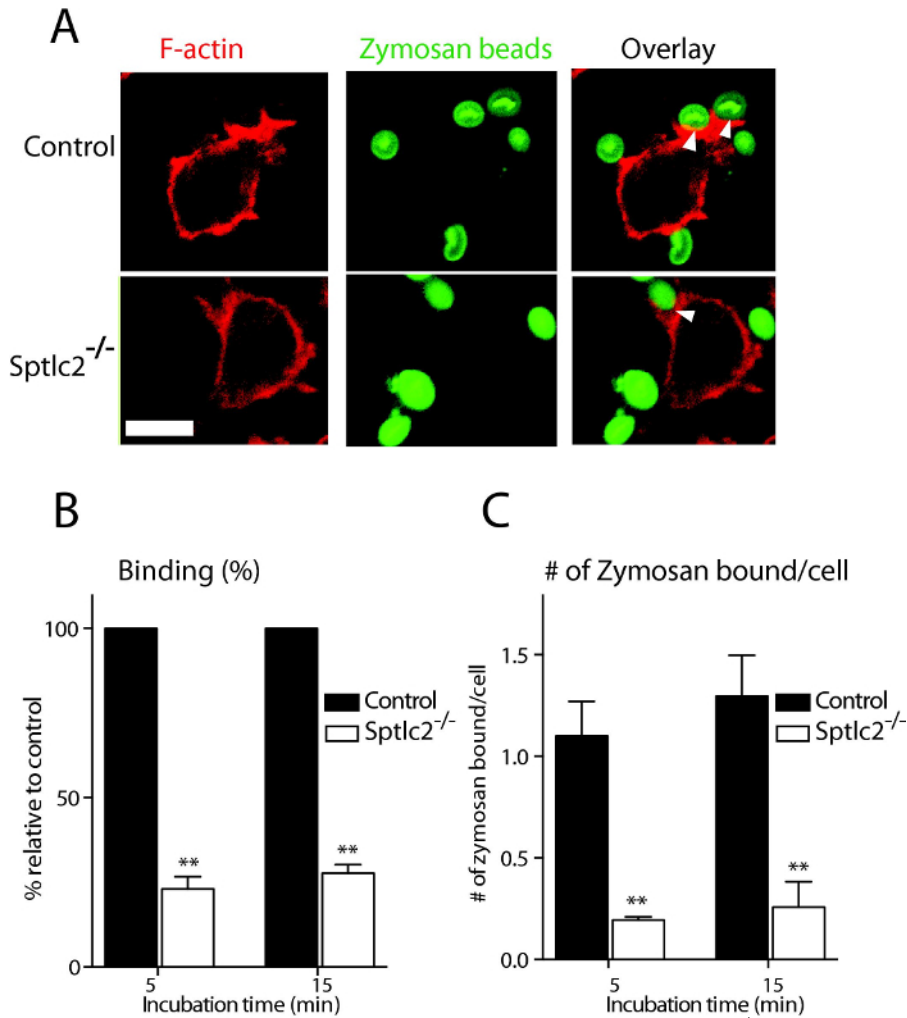 A
F-actin Zymosan beads Overlay
Control
Sptlc2-/-
B
Binding (%)
% relative to control
100
50
0
5 15
Incubation time (min)
** **
Control
Sptlc2-/-
C
# of Zymosan bound/cell
# of zymosan bound/cell
1.5
1.0
0.5
0.0
5 15
Incubation time (min)
** **
Control
Sptlc2-/-